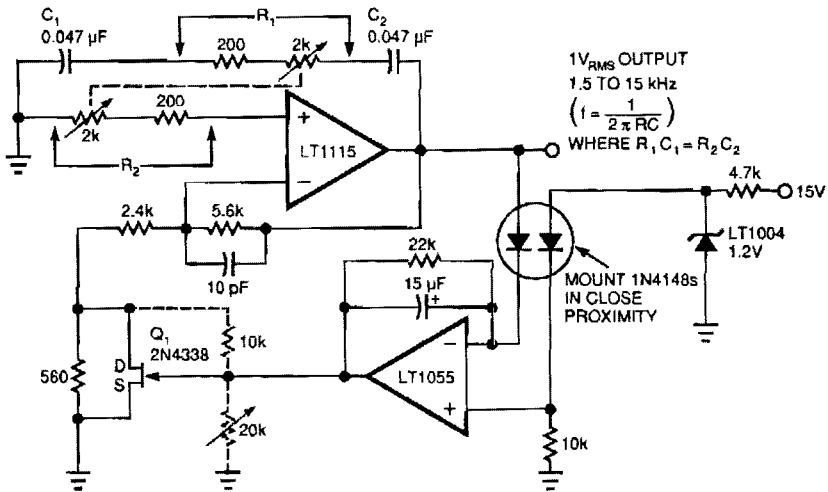 C1
0.047 µF
R1
200
2k
C2
0.047 µF
1VRMS OUTPUT
1.5 TO 15 kHz
(f = 1 / 2 π RC)
WHERE R1C1 = R2C2
2k
200
R2
+
−
LT1115
4.7k
15V
LT1004
1.2V
2.4k
5.6k
10 pF
22k
15 µF
+
MOUNT 1N4148s
IN CLOSE
PROXIMITY
Q1
2N4338
10k
560
D
S
−
+
LT1055
20k
10k